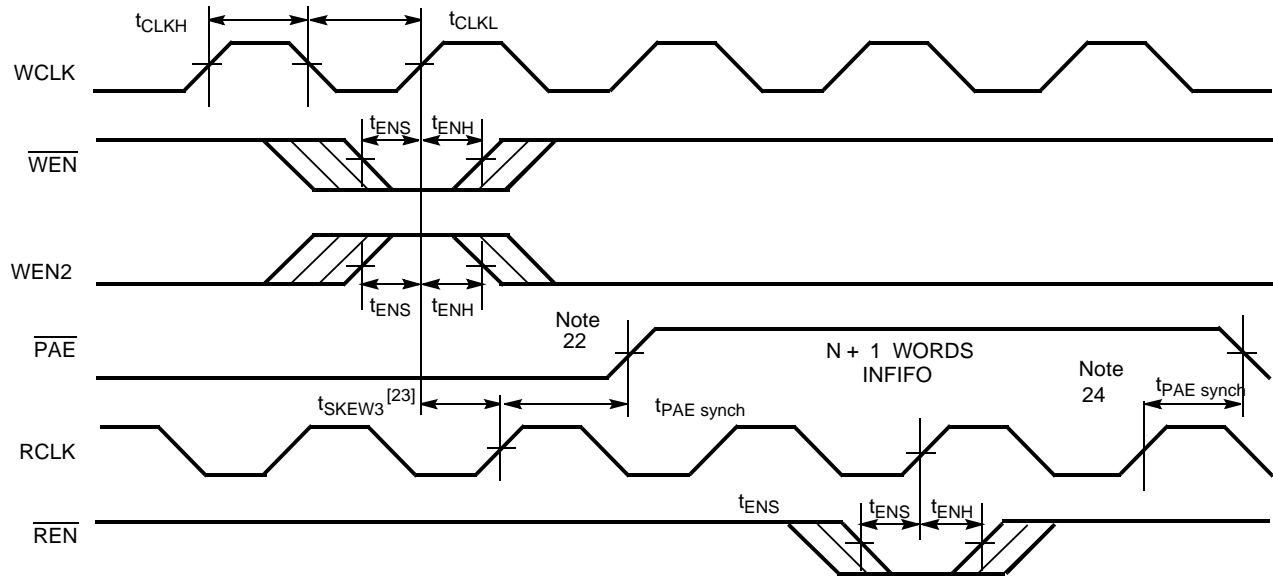 tCLKH
tCLKL
WCLK
tENS
tENH
WEN
WEN2
tENS
tENH
Note
22
PAE
N + 1 WORDS
INFIFO
Note
24
tSKEW3 [23]
tPAE synch
tPAE synch
RCLK
tENS
tENS
tENH
REN